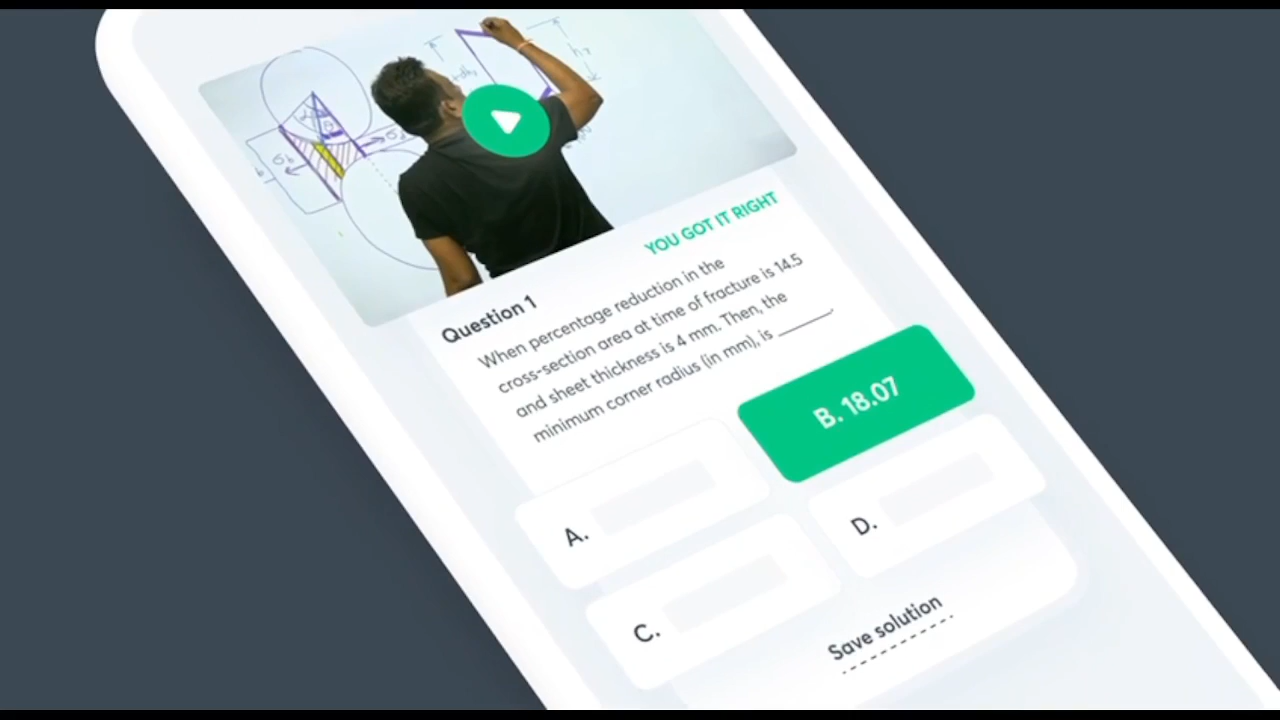 YOU GOT IT RIGHT
Question 1
When percentage reduction in the
cross-section area at time of fracture is 14.5
and sheet thickness is 4 mm. Then, the
minimum corner radius (in mm), is ______.
A.
B. 18.07
C.
D.
Save solution